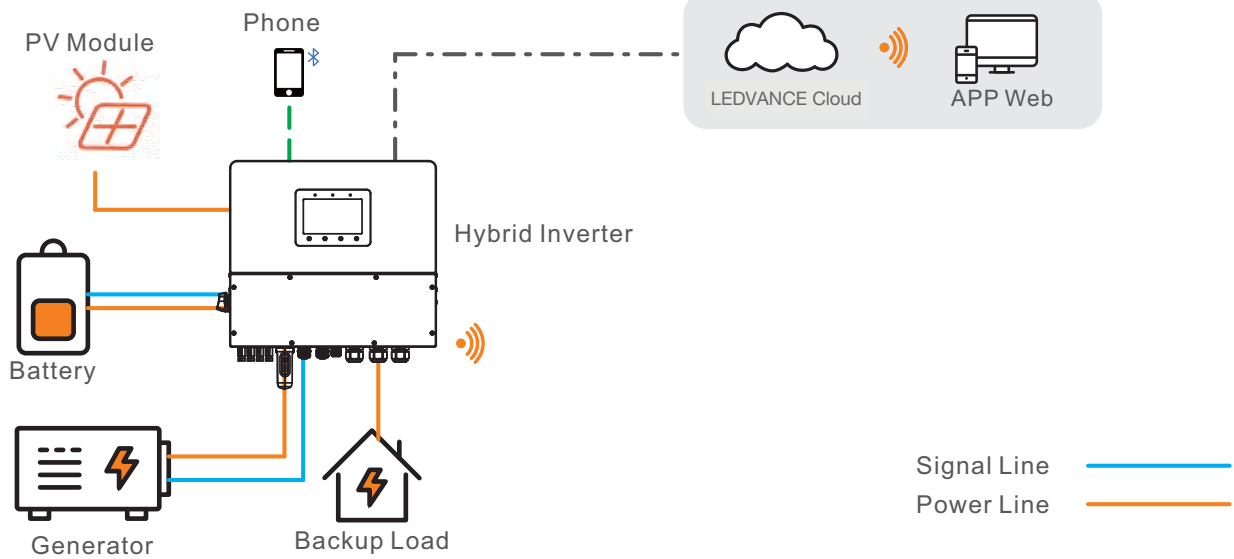 Phone
PV Module
LEDVANCE Cloud
APP Web
Hybrid Inverter
Battery
Signal Line
Power Line
Generator
Backup Load